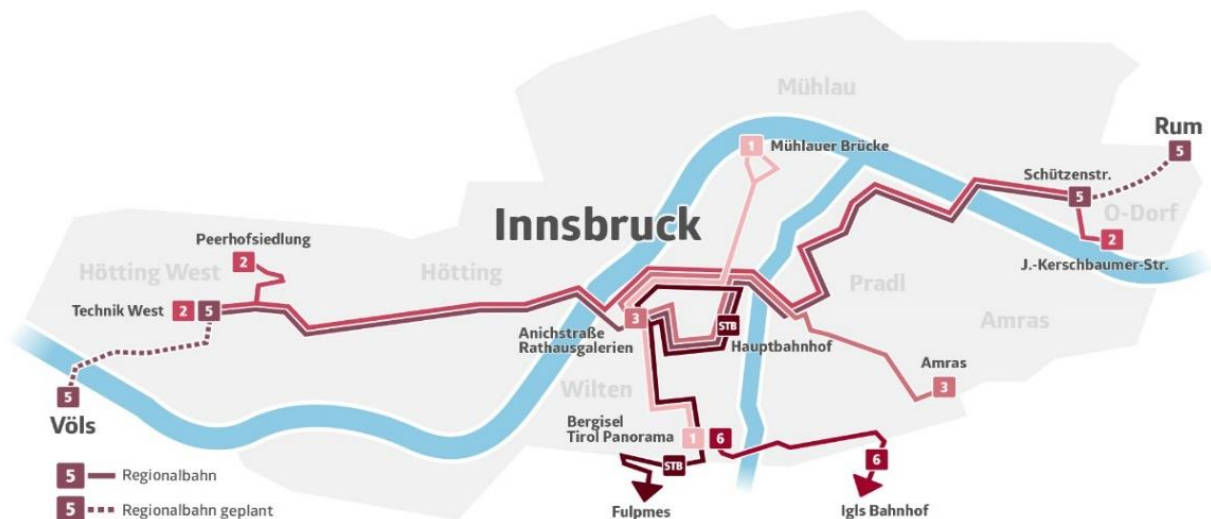 Mühlau
1
Mühlauer Brücke
Rum
5
Schützenstr.
5
O-Dorf
2
J.-Kerschbaumer-Str.
Innsbruck
Peerhofsiedlung
2
Hötting West
Hötting
Technik West
2
5
Pradl
Amras
Anichstraße
Rathausgalerien
3
STB
Hauptbahnhof
Amras
3
Wilten
5
Völs
Bergisel
Tirol Panorama
1
6
STB
Fulpmes
6
Igls Bahnhof
5 Regionalbahn
5 Regionalbahn geplant